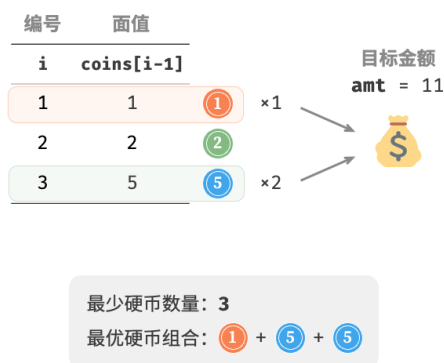 编号 面值
目标金额
i coins[i-1]
amt = 11
1 1 1 ×1
2 2 2
$
3 5 5 ×2
最少硬币数量：3
最优硬币组合：1 + 5 + 5